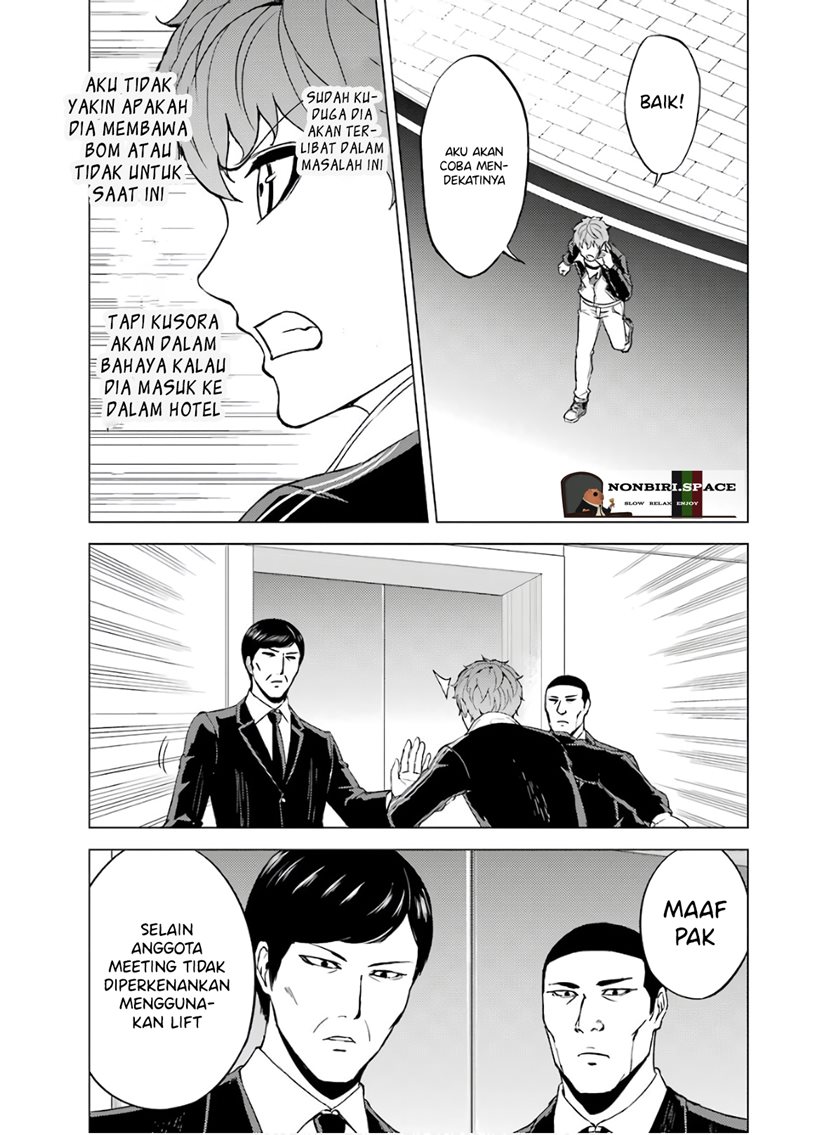 BAIK!
AKU AKAN
COBA MEN-
DEKATINYA
SUDAH KU-
DUGA DIA
AKAN TER-
LIBAT DALAM
MASALAH INI
AKU TIDAK
YAKIN APAKAH
DIA MEMBAWA
BOM ATAU
TIDAK UNTUK
SAAT INI
TAPI KUSORA
AKAN DALAM
BAHAYA KALAU
DIA MASUK KE
DALAM HOTEL
NONBIRI.SPACE
SLOW RELAX ENJOY
MAAF
PAK
SELAIN
ANGGOTA
MEETING TIDAK
DIPERKENANKAN
MENGGUNA-
KAN LIFT